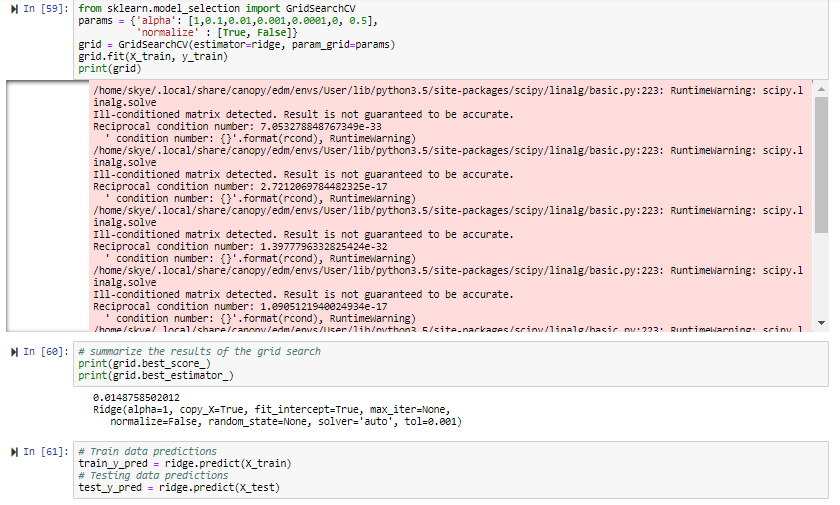 In [59]: from sklearn.model_selection import GridSearchCV
params = {'alpha': [1,0.1,0.01,0.001,0.0001,0, 0.5],
'normalize' : [True, False]}
grid = GridSearchCV(estimator=ridge, param_grid=params)
grid.fit(X_train, y_train)
print(grid)
/home/skye/.local/share/canopy/edm/envs/User/lib/python3.5/site-packages/scipy/linalg/basic.py:223: RuntimeWarning: scipy.l
inalg.solve
Ill-conditioned matrix detected. Result is not guaranteed to be accurate.
Reciprocal condition number: 7.053278848767349e-33
' condition number: {}'.format(rcond), RuntimeWarning)
/home/skye/.local/share/canopy/edm/envs/User/lib/python3.5/site-packages/scipy/linalg/basic.py:223: RuntimeWarning: scipy.l
inalg.solve
Ill-conditioned matrix detected. Result is not guaranteed to be accurate.
Reciprocal condition number: 2.7212069784482325e-17
' condition number: {}'.format(rcond), RuntimeWarning)
/home/skye/.local/share/canopy/edm/envs/User/lib/python3.5/site-packages/scipy/linalg/basic.py:223: RuntimeWarning: scipy.l
inalg.solve
Ill-conditioned matrix detected. Result is not guaranteed to be accurate.
Reciprocal condition number: 1.3977796332825424e-32
' condition number: {}'.format(rcond), RuntimeWarning)
/home/skye/.local/share/canopy/edm/envs/User/lib/python3.5/site-packages/scipy/linalg/basic.py:223: RuntimeWarning: scipy.l
inalg.solve
Ill-conditioned matrix detected. Result is not guaranteed to be accurate.
Reciprocal condition number: 1.0905121940024934e-17
' condition number: {}'.format(rcond), RuntimeWarning)
/home/skye/.local/share/canopy/edm/envs/User/lib/python3.5/site-packages/scipy/linalg/basic.py:223: RuntimeWarning: scipy.l
In [60]: # summarize the results of the grid search
print(grid.best_score_)
print(grid.best_estimator_)
0.0148758502012
Ridge(alpha=1, copy_X=True, fit_intercept=True, max_iter=None,
normalize=False, random_state=None, solver='auto', tol=0.001)
In [61]: # Train data predictions
train_y_pred = ridge.predict(X_train)
# Testing data predictions
test_y_pred = ridge.predict(X_test)